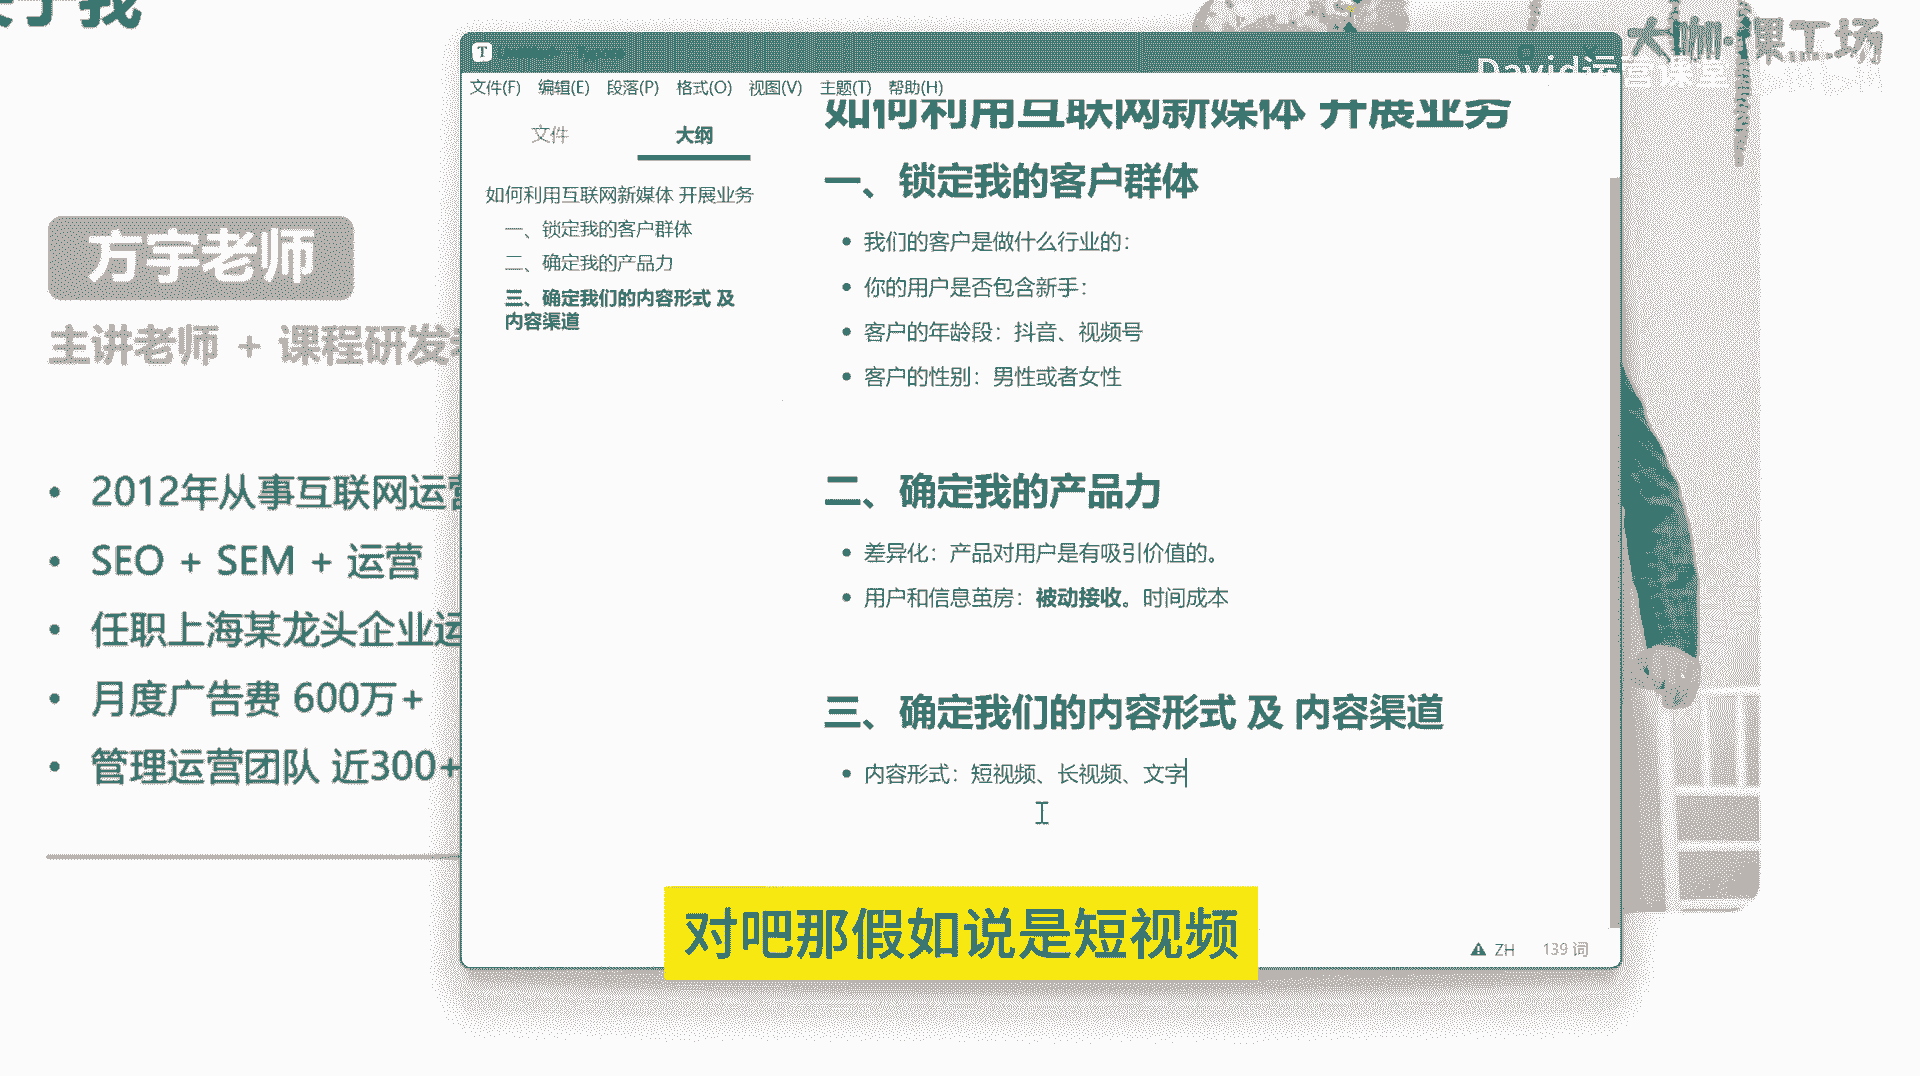 于我
方宇老师
主讲老师 + 课程研发
2012年从事互联网运营
SEO + SEM + 运营
任职上海某龙头企业运
月度广告费 600万+
管理运营团队 近300+
大咖·课工场
David运营课堂
文件(F) 编辑(E) 段落(P) 格式(O) 视图(V) 主题(T) 帮助(H)
文件 大纲
如何利用互联网新媒体 开展业务
一、锁定我的客户群体
二、确定我的产品力
三、确定我们的内容形式 及
内容渠道
如何利用互联网新媒体 开展业务
一、锁定我的客户群体
我们的客户是做什么行业的：
你的用户是否包含新手：
客户的年龄段：抖音、视频号
客户的性别：男性或者女性
二、确定我的产品力
差异化：产品对用户是有吸引价值的。
用户和信息茧房：被动接收。时间成本
三、确定我们的内容形式 及 内容渠道
内容形式：短视频、长视频、文字
ZH 139 词
对吧那假如说是短视频